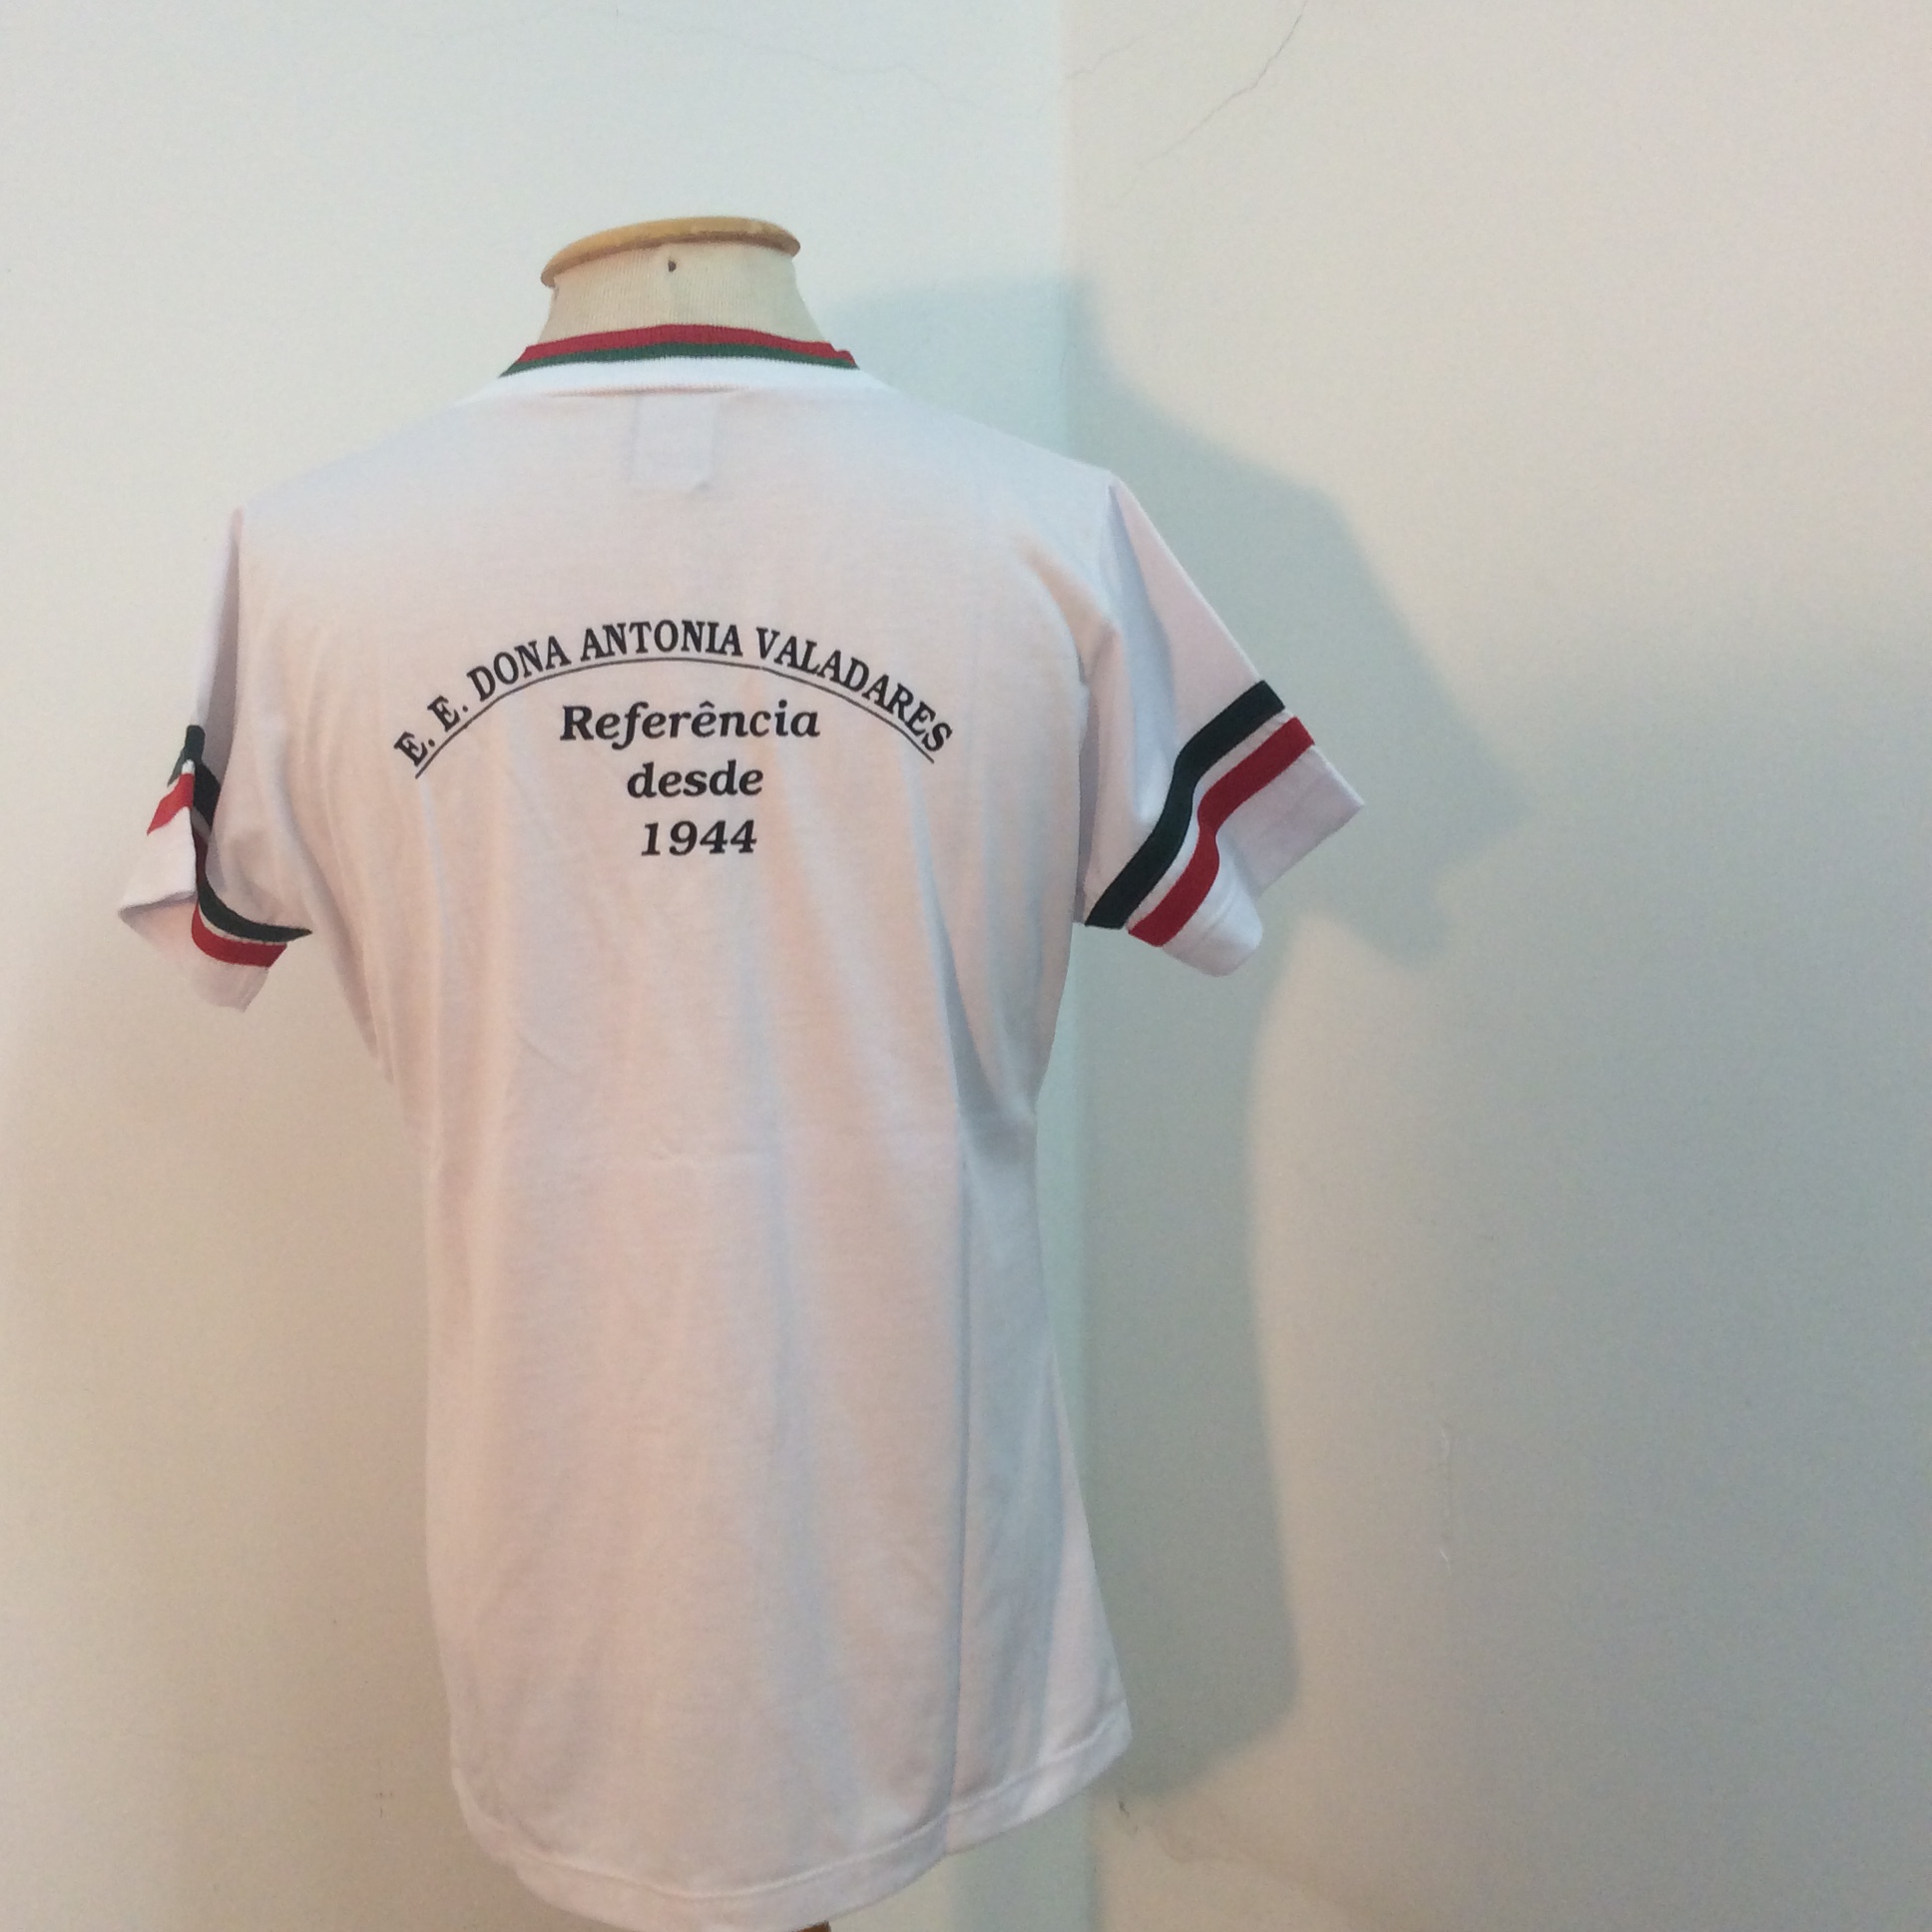 E. E. DONA ANTONIA VALADARES
Referência
desde
1944